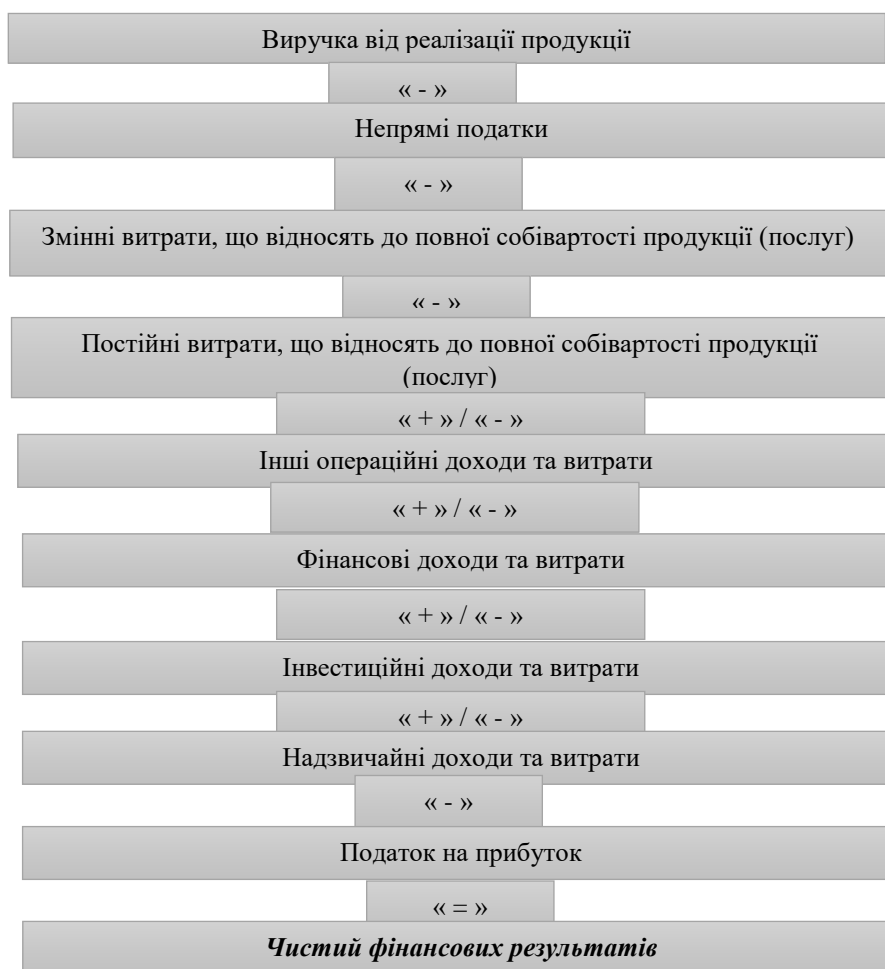 Виручка від реалізації продукції
« - »
Непрямі податки
« - »
Змінні витрати, що відносять до повної собівартості продукції (послуг)
« - »
Постійні витрати, що відносять до повної собівартості продукції
(послуг)
« + » / « - »
Інші операційні доходи та витрати
« + » / « - »
Фінансові доходи та витрати
« + » / « - »
Інвестиційні доходи та витрати
« + » / « - »
Надзвичайні доходи та витрати
« - »
Податок на прибуток
« = »
Чистий фінансових результатів